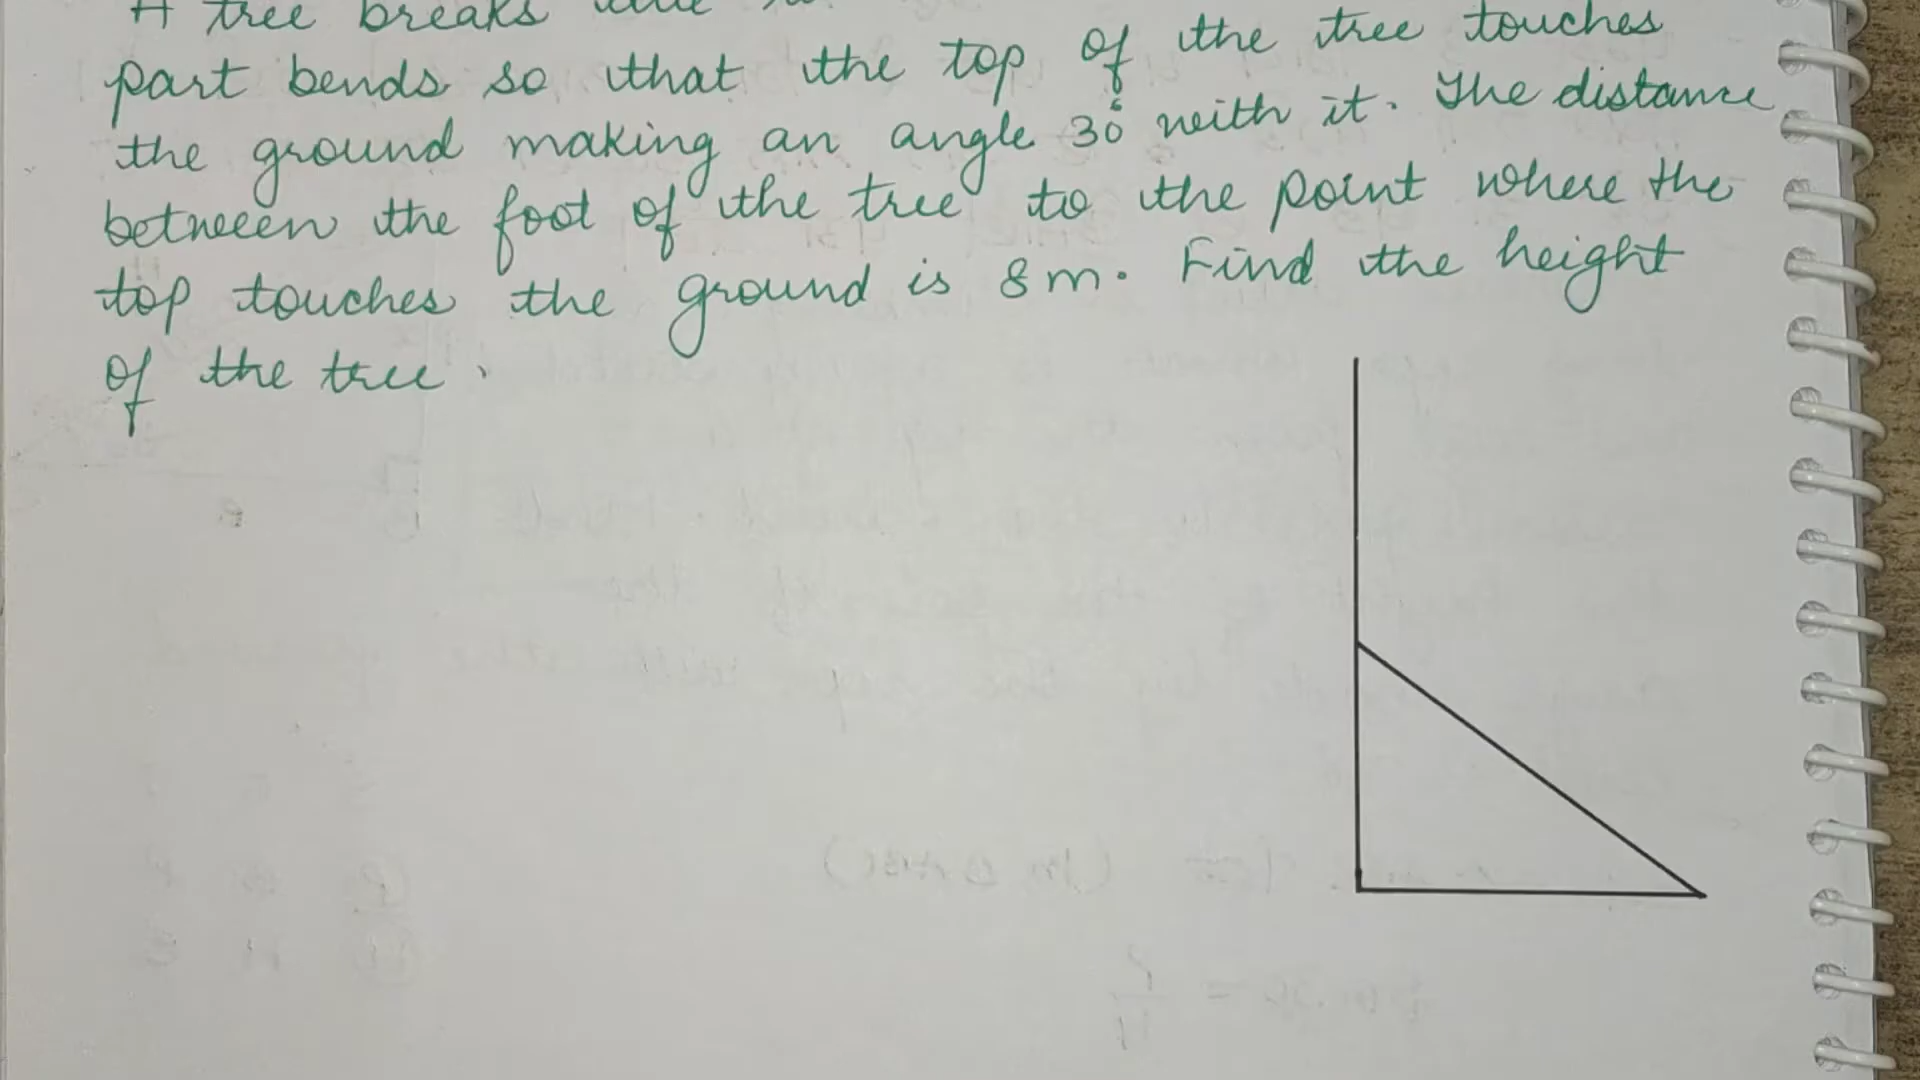 A tree breaks
part bends so that the top of the tree touches
the ground making an angle 30° with it. The distance
between the foot of the tree to the point where the
top touches the ground is 8 m. Find the height
of the tree.